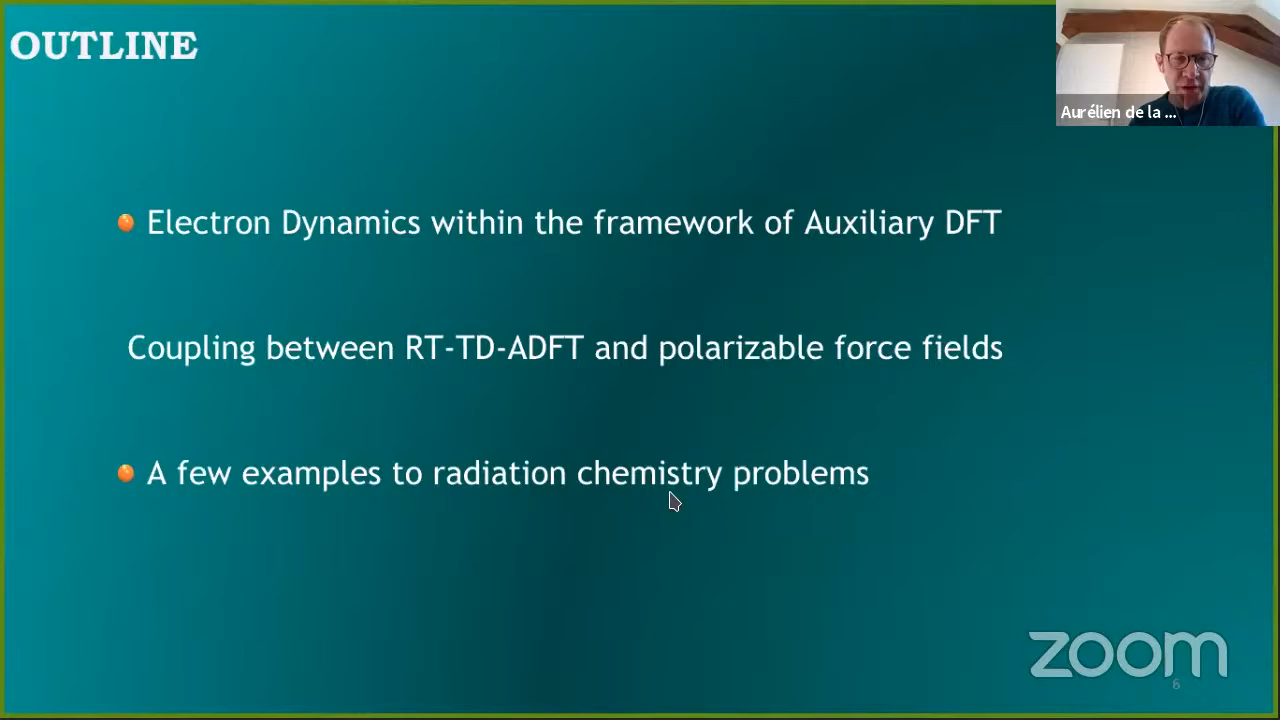 OUTLINE
Aurélien de la ...
Electron Dynamics within the framework of Auxiliary DFT
Coupling between RT-TD-ADFT and polarizable force fields
A few examples to radiation chemistry problems
zoom
6